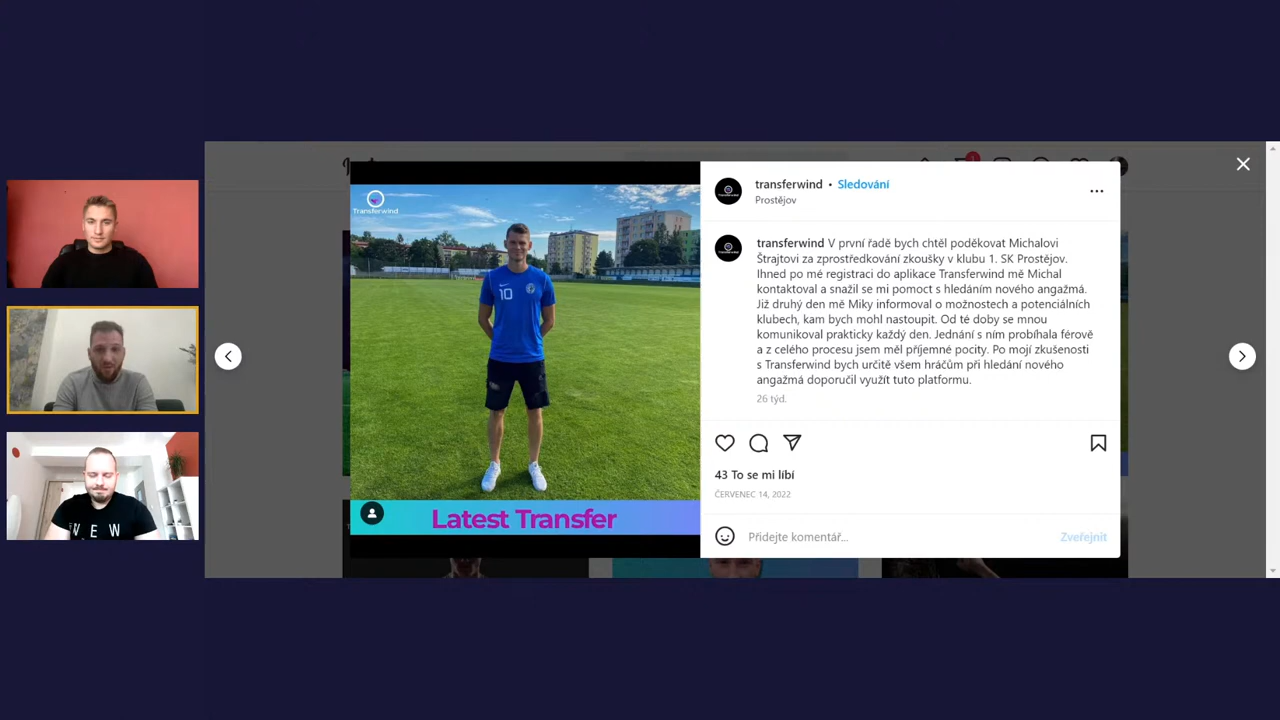 transferwind • Sledování
Prostějov
transferwind V první řadě bych chtěl poděkovat Michalovi
Štrajtovi za zprostředkování zkoušky v klubu 1. SK Prostějov.
Ihned po mé registraci do aplikace Transferwind mě Michal
kontaktoval a snažil se mi pomoct s hledáním nového angažmá.
Již druhý den mě Miky informoval o možnostech a potenciálních
klubech, kam bych mohl nastoupit. Od té doby se mnou
komunikoval prakticky každý den. Jednání s ním probíhala férově
a z celého procesu jsem měl příjemné pocity. Po mojí zkušenosti
s Transferwind bych určitě všem hráčům při hledání nového
angažmá doporučil využít tuto platformu.
26 týd.
43 To se mi líbí
ČERVENEC 14, 2022
Přidejte komentář...
Zveřejnit
Transferwind
10
Latest Transfer
V E W